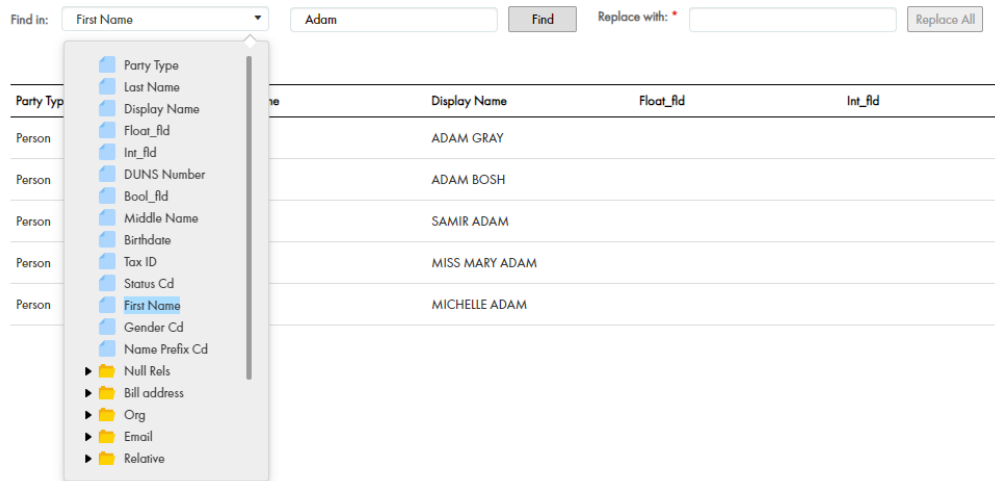 Find in: First Name Adam Find Replace with: * Replace All
Party Type
Last Name
Display Name
Float_fld
Int_fld
DUNS Number
Bool_fld
Middle Name
Birthdate
Tax ID
Status Cd
First Name
Gender Cd
Name Prefix Cd
Null Rels
Bill address
Org
Email
Relative
Party Typ ne Display Name Float_fld Int_fld
Person ADAM GRAY
Person ADAM BOSH
Person SAMIR ADAM
Person MISS MARY ADAM
Person MICHELLE ADAM